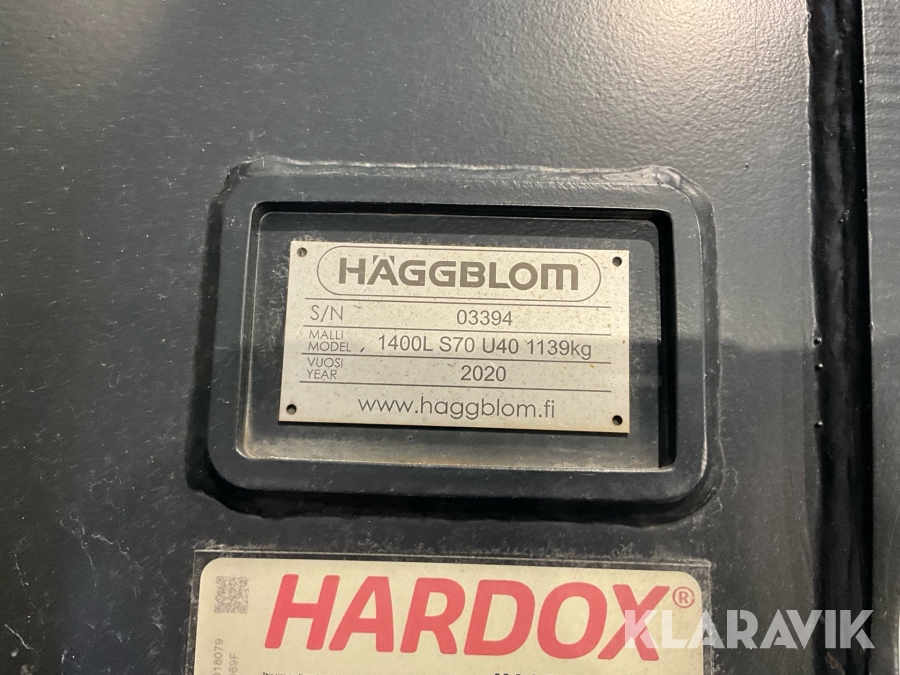 HÄGGBLOM
S/N 03394
MALLI
MODEL 1400L S70 U40 1139kg
VUOSI
YEAR 2020
www.haggblom.fi
HARDOX®
KLARAVIK